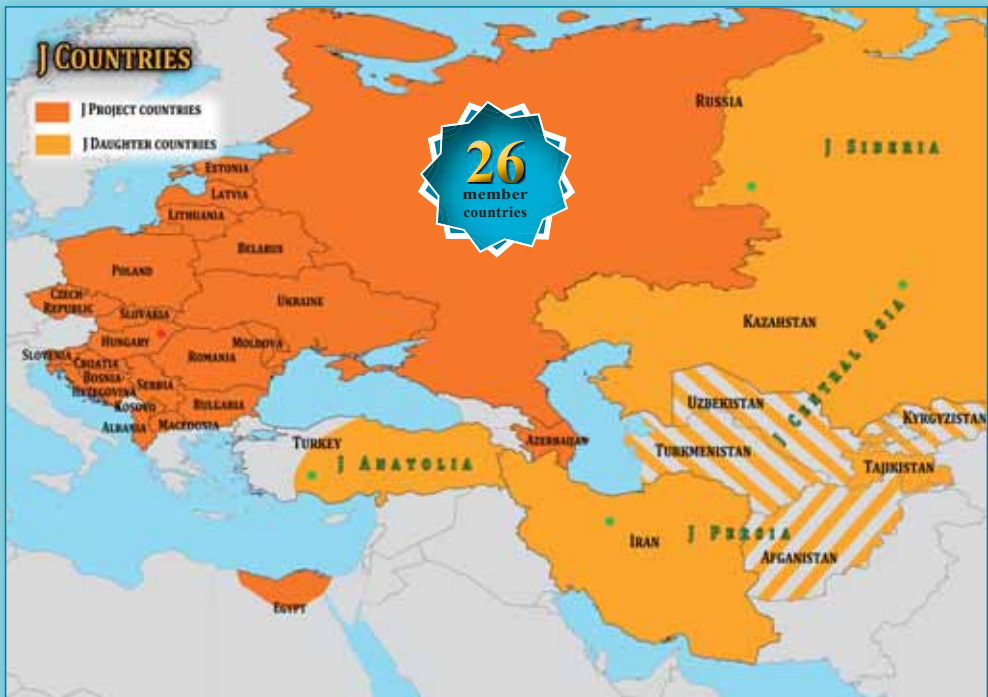 J COUNTRIES
J PROJECT COUNTRIES
J DAUGHTER COUNTRIES
26
member
countries
RUSSIA
J SIBERIA
ESTONIA
LATVIA
LITHUANIA
BELARUS
POLAND
CZECH
REPUBLIC
SLOVAKIA
UKRAINE
KAZAHSTAN
HUNGARY
MOLDOVA
ROMANIA
SLOVENIA
CROATIA
BOSNIA
HERZEGOVINA
SERBIA
KOSOVO
BULGARIA
ALBANIA
MACEDONIA
J CENTRAL ASIA
UZBEKISTAN
KYRGYZISTAN
TURKEY
J ANATOLIA
AZERBAIJAN
TURKMENISTAN
TAJIKISTAN
IRAN
J PERSIA
AFGANISTAN
EGYPT